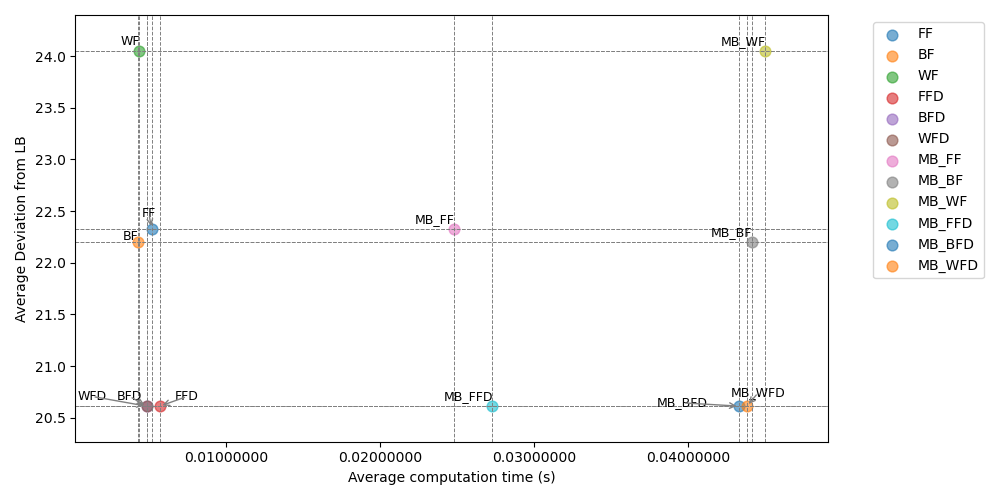 24.0
23.5
23.0
22.5
22.0
21.5
21.0
20.5
Average Deviation from LB
WF
MB_WF
FF
BF
MB_FF
MB_BF
WFD
BFD
FFD
MB_FFD
MB_BFD
MB_WFD
0.01000000
0.02000000
0.03000000
0.04000000
Average computation time (s)
FF
BF
WF
FFD
BFD
WFD
MB_FF
MB_BF
MB_WF
MB_FFD
MB_BFD
MB_WFD